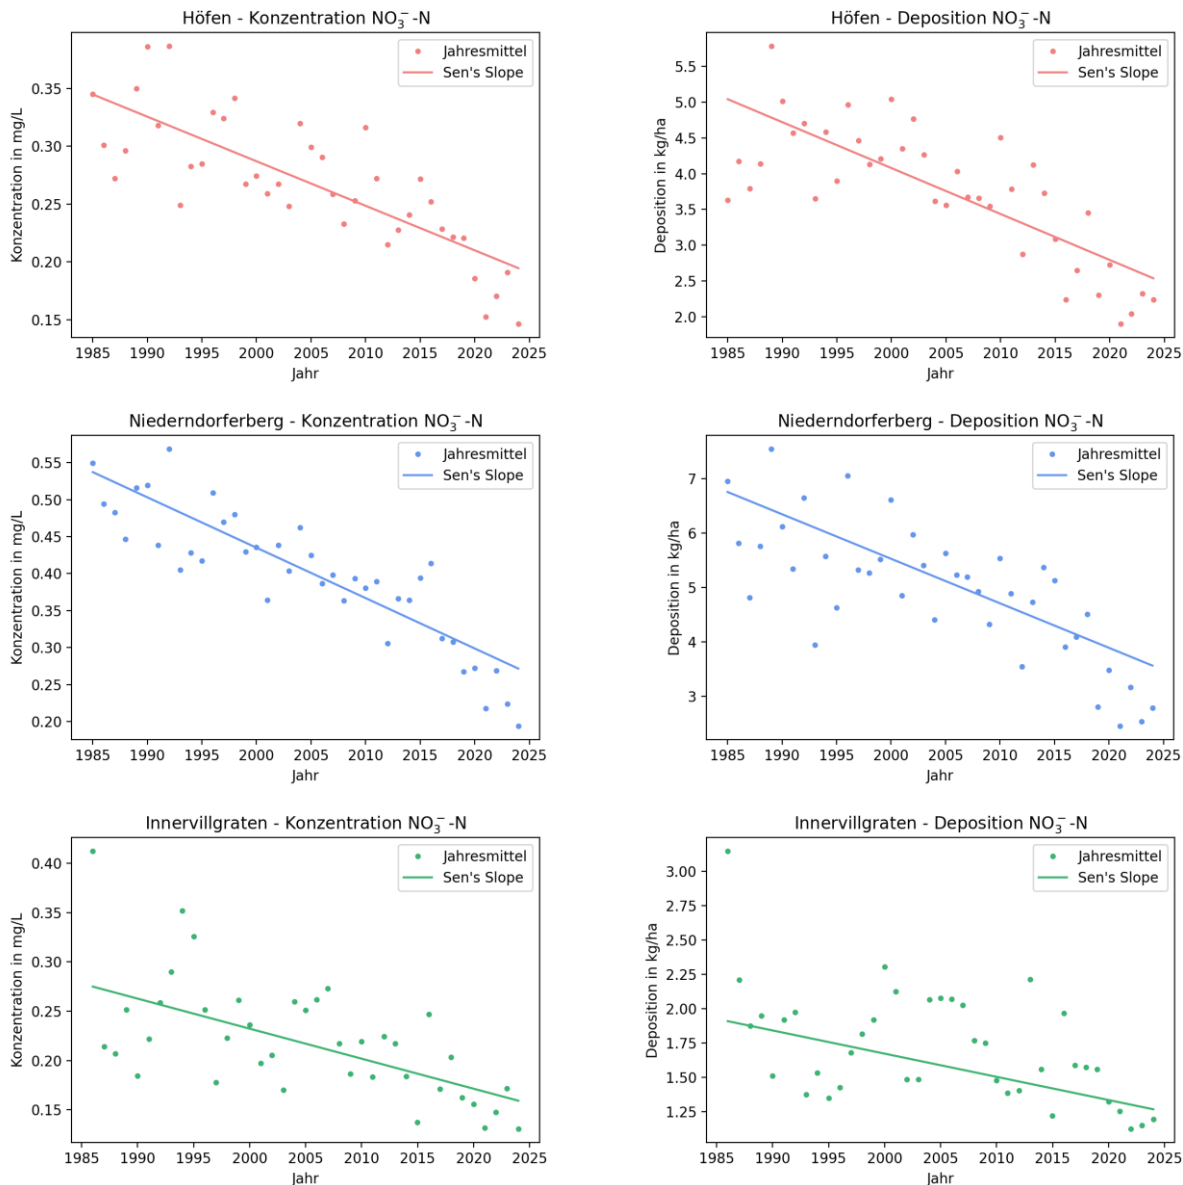 Höfen - Konzentration NO₃⁻-N
Konzentration in mg/L
0.35
0.30
0.25
0.20
0.15
Jahresmittel
Sen's Slope
1985 1990 1995 2000 2005 2010 2015 2020 2025
Jahr
Höfen - Deposition NO₃⁻-N
Deposition in kg/ha
5.5
5.0
4.5
4.0
3.5
3.0
2.5
2.0
Jahresmittel
Sen's Slope
1985 1990 1995 2000 2005 2010 2015 2020 2025
Jahr
Niederndorferberg - Konzentration NO₃⁻-N
Konzentration in mg/L
0.55
0.50
0.45
0.40
0.35
0.30
0.25
0.20
Jahresmittel
Sen's Slope
1985 1990 1995 2000 2005 2010 2015 2020 2025
Jahr
Niederndorferberg - Deposition NO₃⁻-N
Deposition in kg/ha
7
6
5
4
3
Jahresmittel
Sen's Slope
1985 1990 1995 2000 2005 2010 2015 2020 2025
Jahr
Innervillgraten - Konzentration NO₃⁻-N
Konzentration in mg/L
0.40
0.35
0.30
0.25
0.20
0.15
Jahresmittel
Sen's Slope
1985 1990 1995 2000 2005 2010 2015 2020 2025
Jahr
Innervillgraten - Deposition NO₃⁻-N
Deposition in kg/ha
3.00
2.75
2.50
2.25
2.00
1.75
1.50
1.25
Jahresmittel
Sen's Slope
1985 1990 1995 2000 2005 2010 2015 2020 2025
Jahr